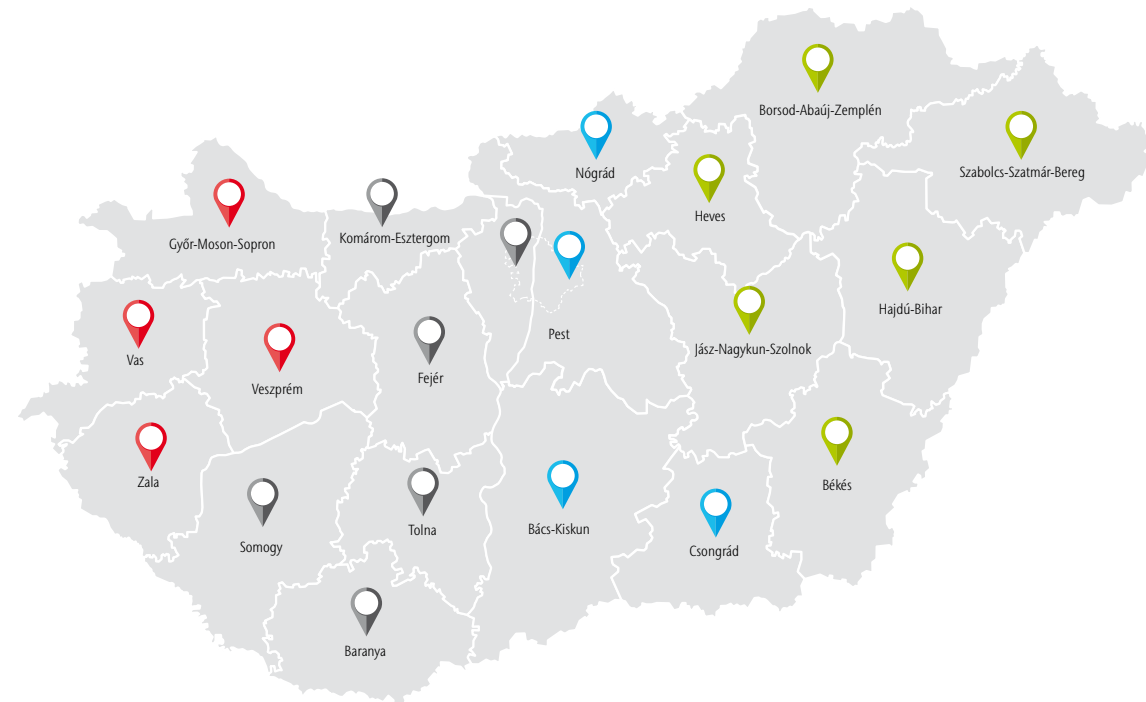 Borsod-Abaúj-Zemplén
Szabolcs-Szatmár-Bereg
Nógrád
Heves
Győr-Moson-Sopron
Komárom-Esztergom
Hajdú-Bihar
Pest
Jász-Nagykun-Szolnok
Vas
Fejér
Veszprém
Zala
Békés
Tolna
Bács-Kiskun
Somogy
Csongrád
Baranya